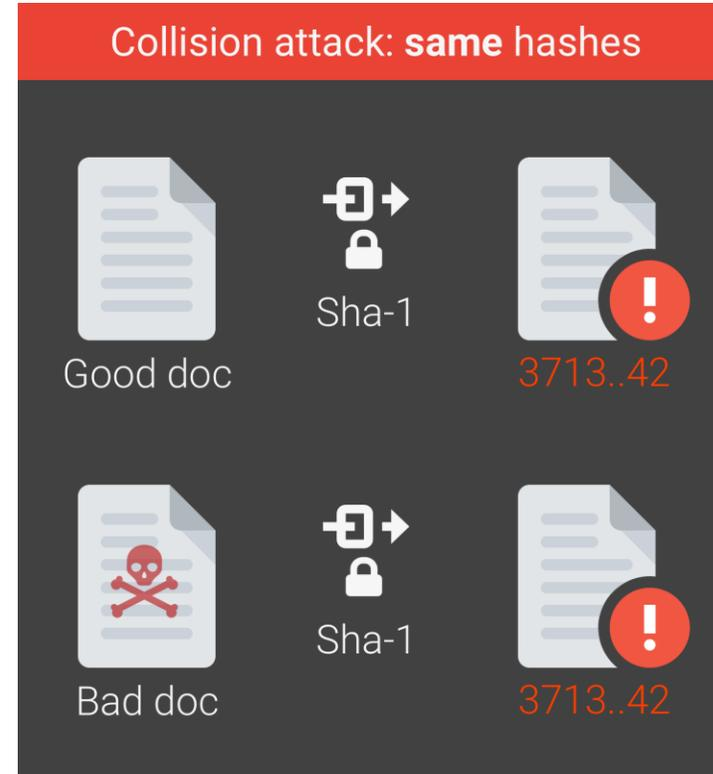 Collision attack: same hashes
Sha-1
Good doc
3713..42
Sha-1
Bad doc
3713..42